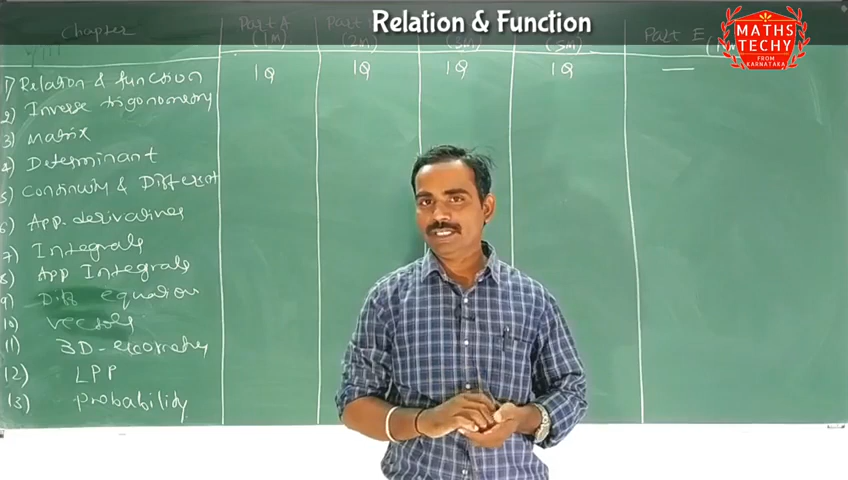 Relation & Function
MATHS
TECHY
FROM
KARNATAKA
Chapter Part A Part Part E
(1M) (2M) (3M) (5M)
1) Relation & function 1Q 1Q 1Q 1Q —
2) Inverse trigonometry
3) Matrix
4) Determinant
5) Continuity & Different
6) App. derivatives
7) Integrals
8) App Integrals
9) Diff equation
10) vectors
11) 3D-Geometry
12) LPP
13) probability